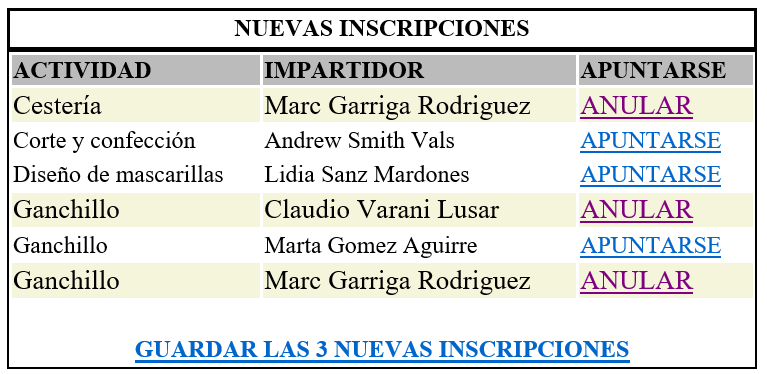 NUEVAS INSCRIPCIONES
ACTIVIDAD IMPARTIDOR APUNTARSE
Cestería Marc Garriga Rodriguez ANULAR
Corte y confección Andrew Smith Vals APUNTARSE
Diseño de mascarillas Lidia Sanz Mardones APUNTARSE
Ganchillo Claudio Varani Lusar ANULAR
Ganchillo Marta Gomez Aguirre APUNTARSE
Ganchillo Marc Garriga Rodriguez ANULAR
GUARDAR LAS 3 NUEVAS INSCRIPCIONES